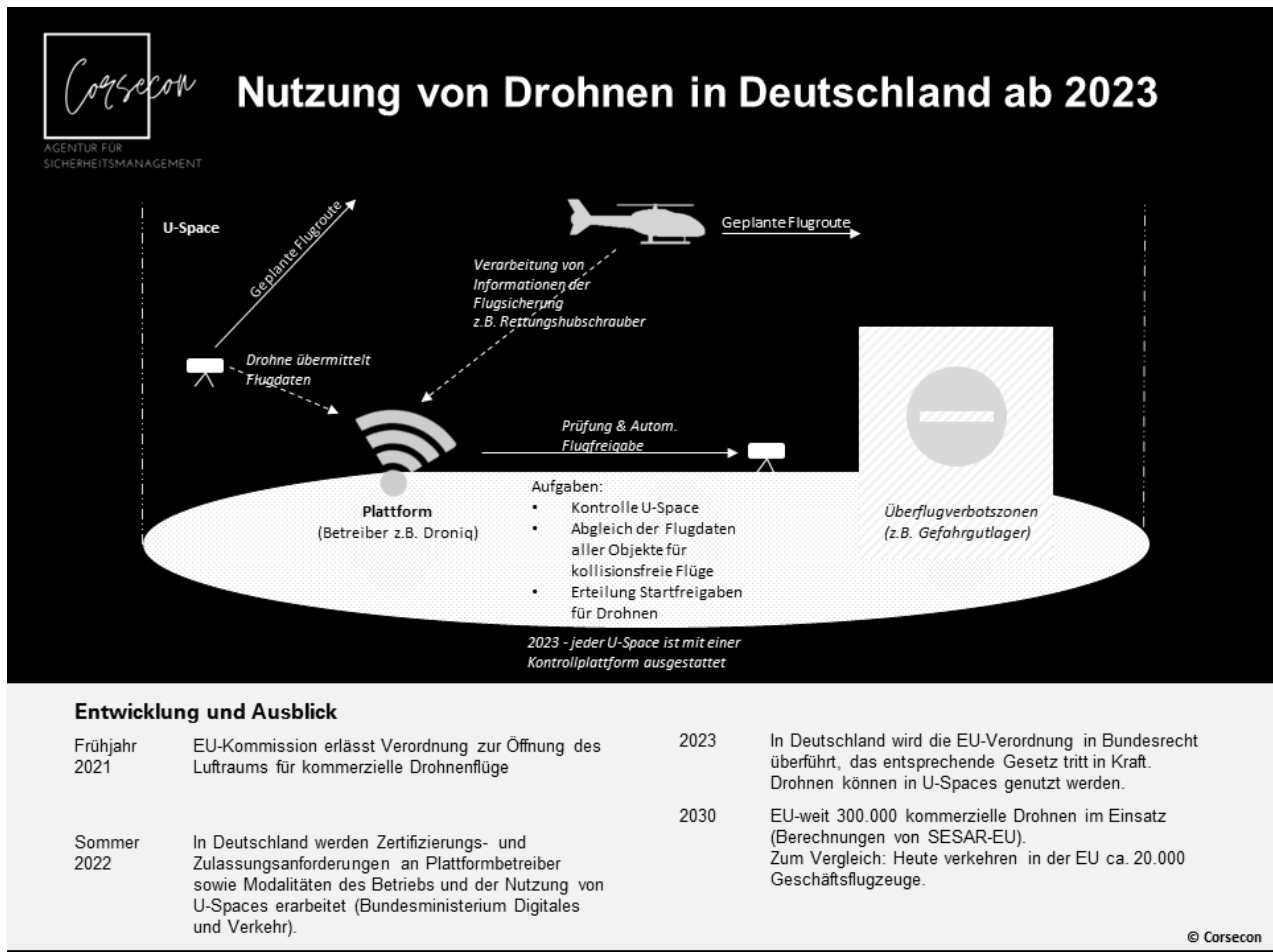 Corsecon
AGENTUR FÜR
SICHERHEITSMANAGEMENT
Nutzung von Drohnen in Deutschland ab 2023
U-Space
Geplante Flugroute
Geplante Flugroute
Verarbeitung von
Informationen der
Flugsicherung
z.B. Rettungshubschrauber
Drohne übermittelt
Flugdaten
Prüfung & Autom.
Flugfreigabe
Plattform
(Betreiber z.B. Droniq)
Aufgaben:
• Kontrolle U-Space
• Abgleich der Flugdaten
aller Objekte für
kollisionsfreie Flüge
• Erteilung Startfreigaben
für Drohnen
Überflugverbotszonen
(z.B. Gefahrgutlager)
2023 - jeder U-Space ist mit einer
Kontrollplattform ausgestattet
Entwicklung und Ausblick
Frühjahr
2021
EU-Kommission erlässt Verordnung zur Öffnung des
Luftraums für kommerzielle Drohnenflüge
Sommer
2022
In Deutschland werden Zertifizierungs- und
Zulassungsanforderungen an Plattformbetreiber
sowie Modalitäten des Betriebs und der Nutzung von
U-Spaces erarbeitet (Bundesministerium Digitales
und Verkehr).
2023
In Deutschland wird die EU-Verordnung in Bundesrecht
überführt, das entsprechende Gesetz tritt in Kraft.
Drohnen können in U-Spaces genutzt werden.
2030
EU-weit 300.000 kommerzielle Drohnen im Einsatz
(Berechnungen von SESAR-EU).
Zum Vergleich: Heute verkehren in der EU ca. 20.000
Geschäftsflugzeuge.
© Corsecon